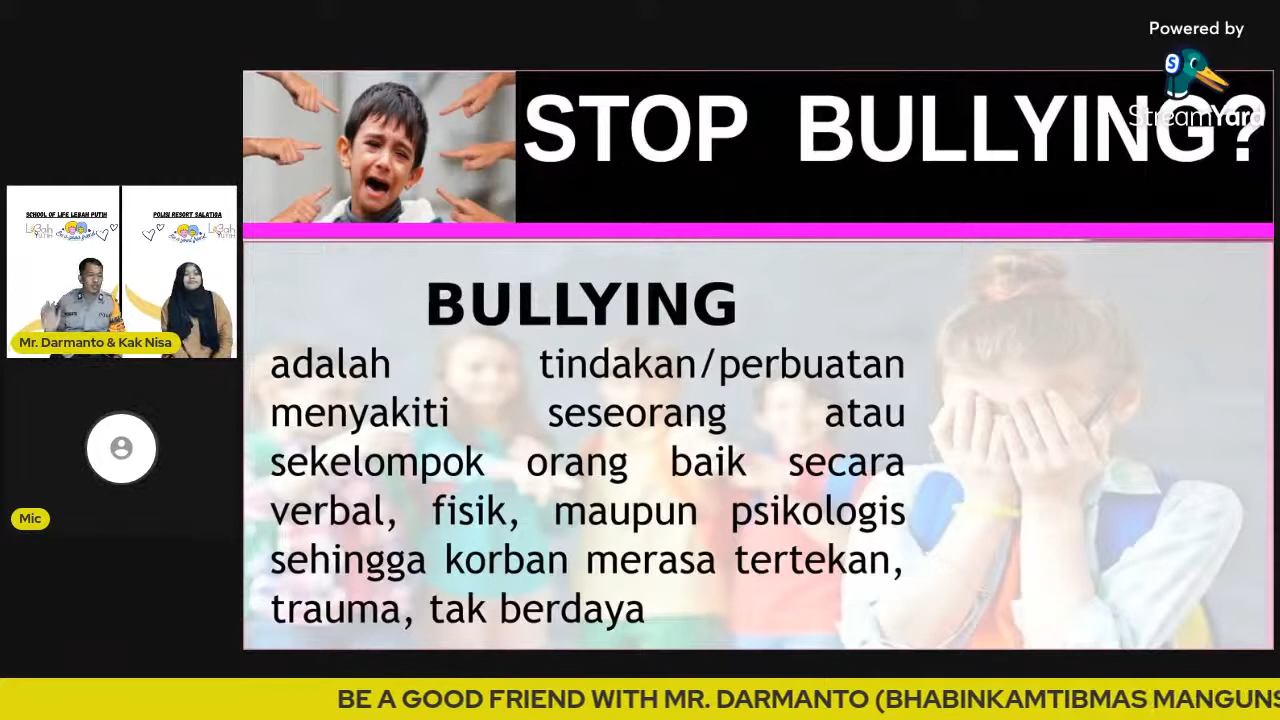 Powered by
StreamYard
STOP BULLYING?
SCHOOL OF LIFE LEBAH PUTIH
POLISI RESORT SALATIGA
Mr. Darmanto & Kak Nisa
Mic
BULLYING
adalah tindakan/perbuatan
menyakiti seseorang atau
sekelompok orang baik secara
verbal, fisik, maupun psikologis
sehingga korban merasa tertekan,
trauma, tak berdaya
BE A GOOD FRIEND WITH MR. DARMANTO (BHABINKAMTIBMAS MANGUNS